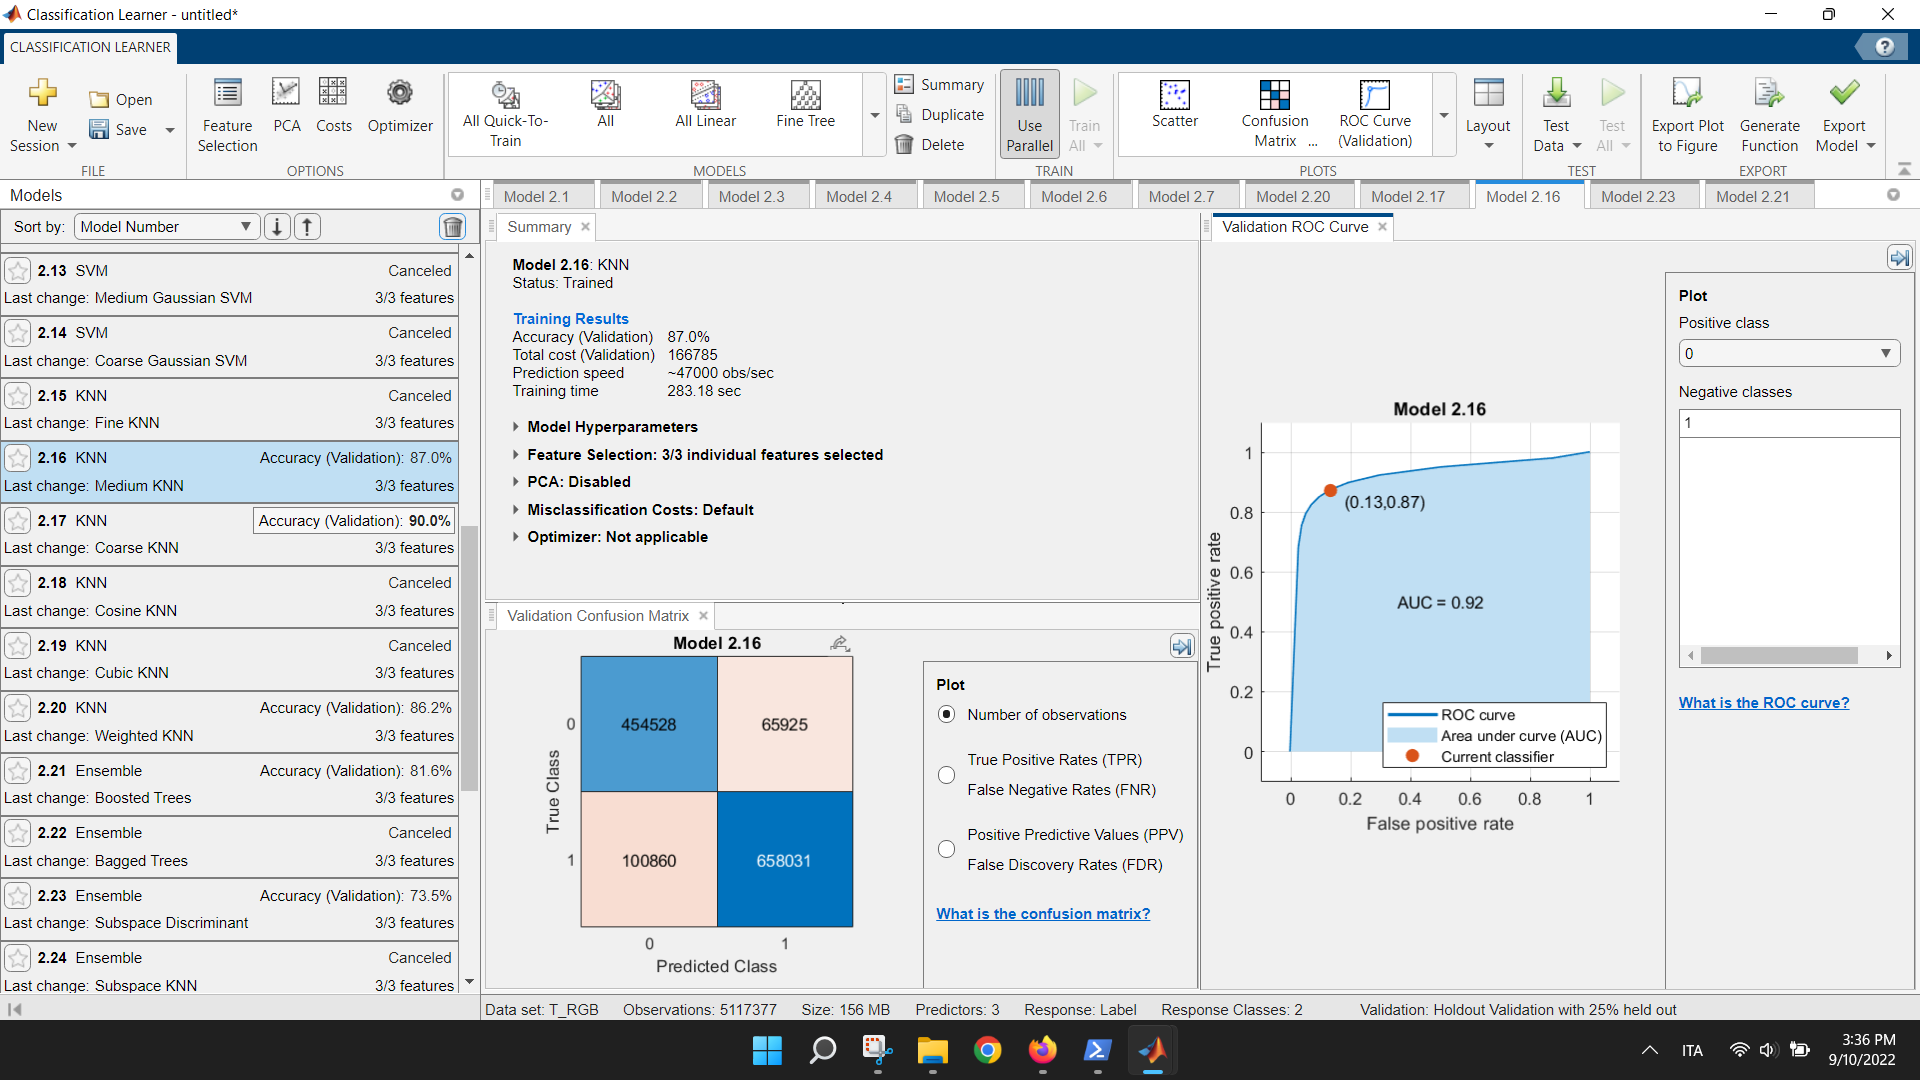 Classification Learner - untitled*
CLASSIFICATION LEARNER
New Session
Open
Save
FILE
Feature Selection
PCA
Costs
Optimizer
OPTIONS
All Quick-To-Train
All
All Linear
Fine Tree
MODELS
Summary
Duplicate
Delete
Use Parallel
Train All
TRAIN
Scatter
Confusion Matrix ...
ROC Curve (Validation)
PLOTS
Layout
Test Data
Test All
TEST
Export Plot to Figure
Generate Function
Export Model
EXPORT
Models
Sort by: Model Number
2.13 SVM Canceled
Last change: Medium Gaussian SVM 3/3 features
2.14 SVM Canceled
Last change: Coarse Gaussian SVM 3/3 features
2.15 KNN Canceled
Last change: Fine KNN 3/3 features
2.16 KNN Accuracy (Validation): 87.0%
Last change: Medium KNN 3/3 features
2.17 KNN Accuracy (Validation): 90.0%
Last change: Coarse KNN 3/3 features
2.18 KNN Canceled
Last change: Cosine KNN 3/3 features
2.19 KNN Canceled
Last change: Cubic KNN 3/3 features
2.20 KNN Accuracy (Validation): 86.2%
Last change: Weighted KNN 3/3 features
2.21 Ensemble Accuracy (Validation): 81.6%
Last change: Boosted Trees 3/3 features
2.22 Ensemble Canceled
Last change: Bagged Trees 3/3 features
2.23 Ensemble Accuracy (Validation): 73.5%
Last change: Subspace Discriminant 3/3 features
2.24 Ensemble Canceled
Last change: Subspace KNN 3/3 features
Model 2.1 Model 2.2 Model 2.3 Model 2.4 Model 2.5 Model 2.6 Model 2.7 Model 2.20 Model 2.17 Model 2.16 Model 2.23 Model 2.21
Summary
Model 2.16: KNN
Status: Trained
Training Results
Accuracy (Validation) 87.0%
Total cost (Validation) 166785
Prediction speed ~47000 obs/sec
Training time 283.18 sec
Model Hyperparameters
Feature Selection: 3/3 individual features selected
PCA: Disabled
Misclassification Costs: Default
Optimizer: Not applicable
Validation Confusion Matrix
Model 2.16
True Class
0 454528 65925
1 100860 658031
0 1
Predicted Class
Plot
Number of observations
True Positive Rates (TPR)
False Negative Rates (FNR)
Positive Predictive Values (PPV)
False Discovery Rates (FDR)
What is the confusion matrix?
Validation ROC Curve
Model 2.16
True positive rate
1
0.8
0.6
0.4
0.2
0
(0.13,0.87)
AUC = 0.92
ROC curve
Area under curve (AUC)
Current classifier
0 0.2 0.4 0.6 0.8 1
False positive rate
Plot
Positive class
0
Negative classes
1
What is the ROC curve?
Data set: T_RGB Observations: 5117377 Size: 156 MB Predictors: 3 Response: Label Response Classes: 2 Validation: Holdout Validation with 25% held out
ITA
3:36 PM
9/10/2022